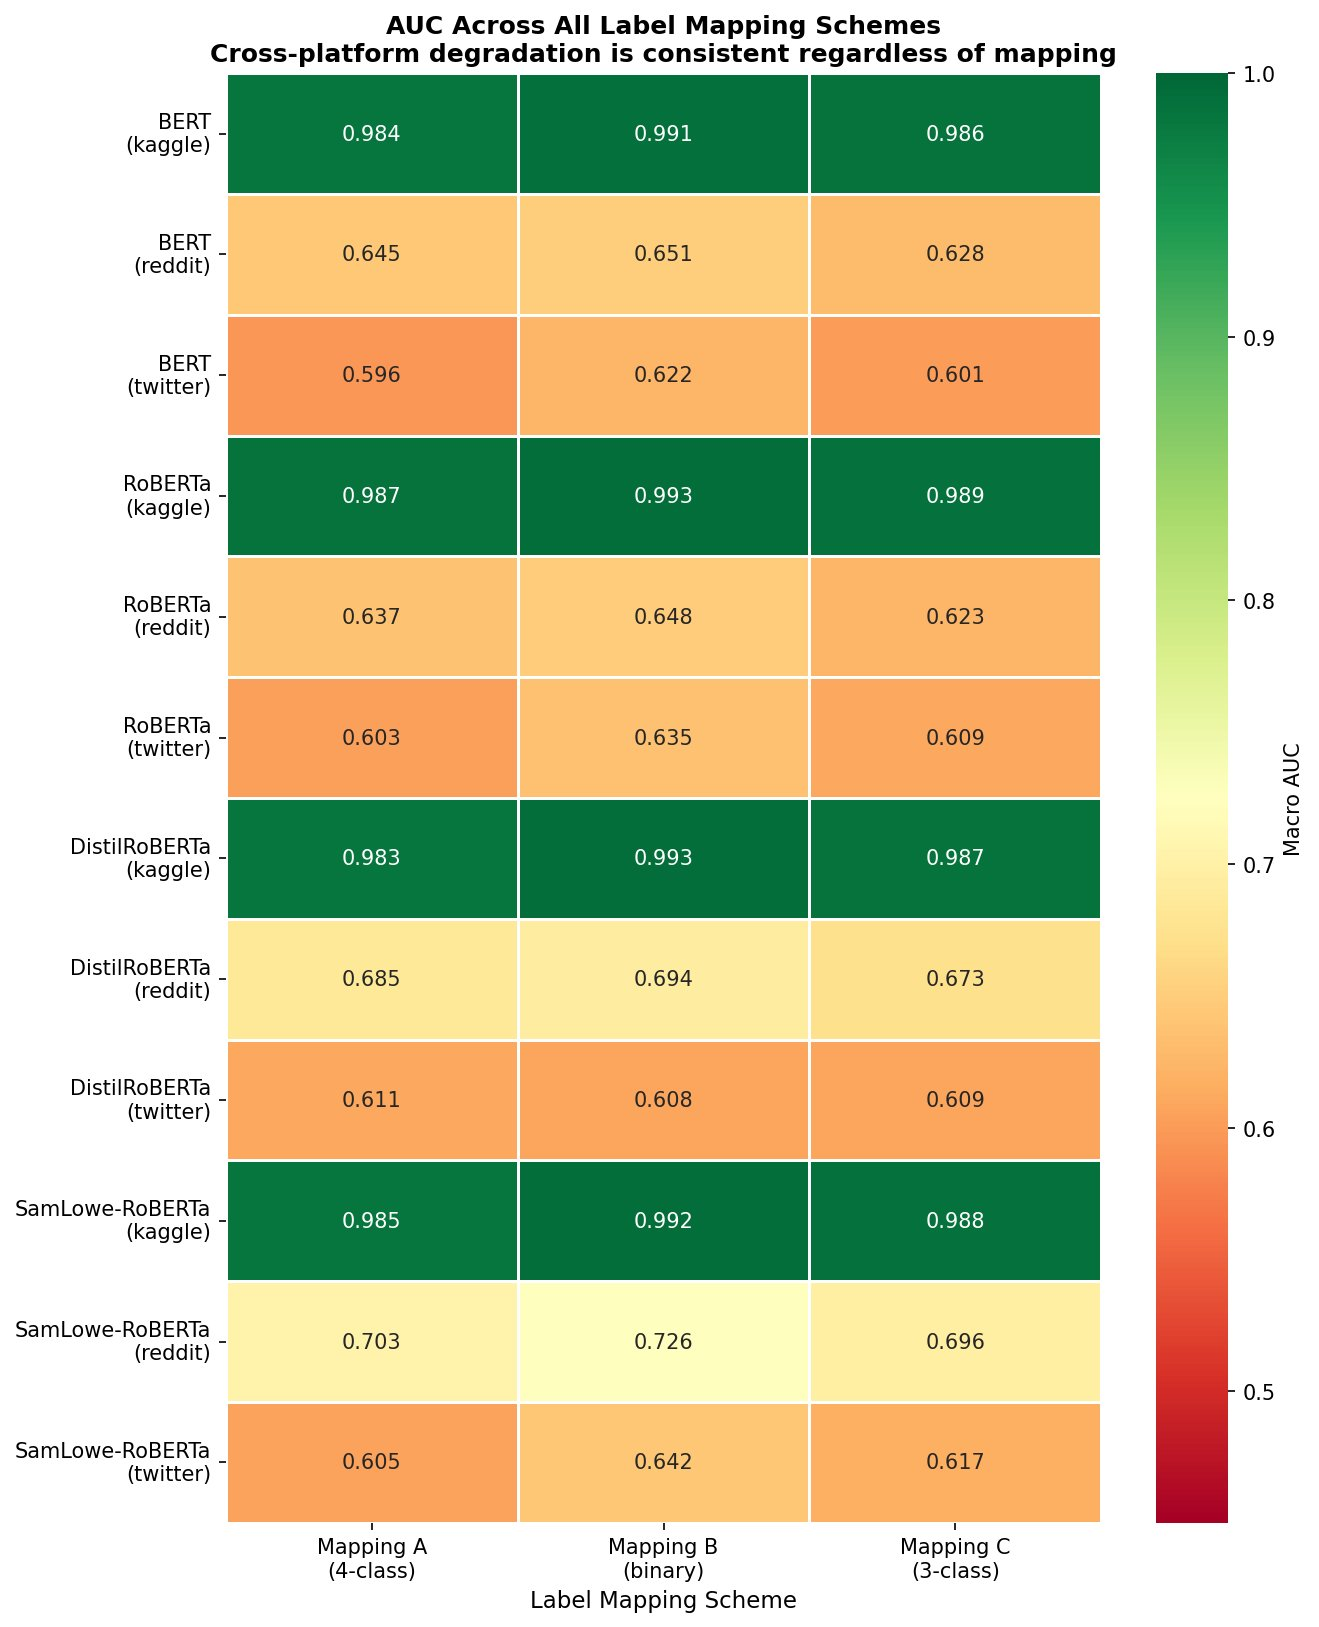 AUC Across All Label Mapping Schemes
Cross-platform degradation is consistent regardless of mapping
BERT
(kaggle)
0.984 0.991 0.986
BERT
(reddit)
0.645 0.651 0.628
BERT
(twitter)
0.596 0.622 0.601
RoBERTa
(kaggle)
0.987 0.993 0.989
RoBERTa
(reddit)
0.637 0.648 0.623
RoBERTa
(twitter)
0.603 0.635 0.609
DistilRoBERTa
(kaggle)
0.983 0.993 0.987
DistilRoBERTa
(reddit)
0.685 0.694 0.673
DistilRoBERTa
(twitter)
0.611 0.608 0.609
SamLowe-RoBERTa
(kaggle)
0.985 0.992 0.988
SamLowe-RoBERTa
(reddit)
0.703 0.726 0.696
SamLowe-RoBERTa
(twitter)
0.605 0.642 0.617
Mapping A
(4-class)
Mapping B
(binary)
Mapping C
(3-class)
Label Mapping Scheme
1.0
0.9
0.8
0.7
0.6
0.5
Macro AUC